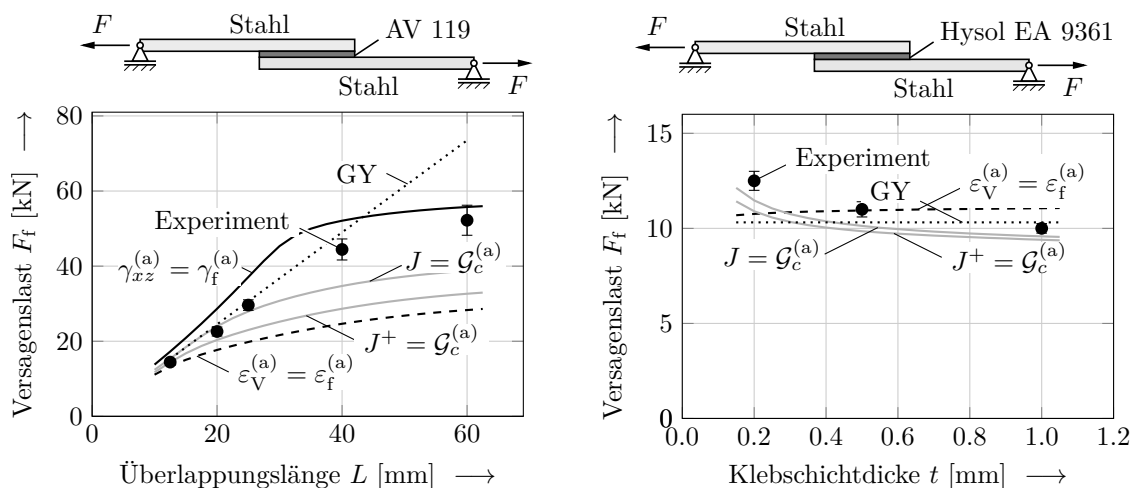 F
Stahl
AV 119
Stahl
F
Versagenslast F_f [kN] ⟶
80
60
40
20
0
0
20
40
60
GY
Experiment
γ_xz^(a) = γ_f^(a)
J = 𝒢_c^(a)
J^+ = 𝒢_c^(a)
ε_V^(a) = ε_f^(a)
Überlappungslänge L [mm] ⟶
F
Stahl
Hysol EA 9361
Stahl
F
Versagenslast F_f [kN] ⟶
15
10
5
0
0.0
0.2
0.4
0.6
0.8
1.0
1.2
Experiment
GY
ε_V^(a) = ε_f^(a)
J = 𝒢_c^(a)
J^+ = 𝒢_c^(a)
Klebschichtdicke t [mm] ⟶